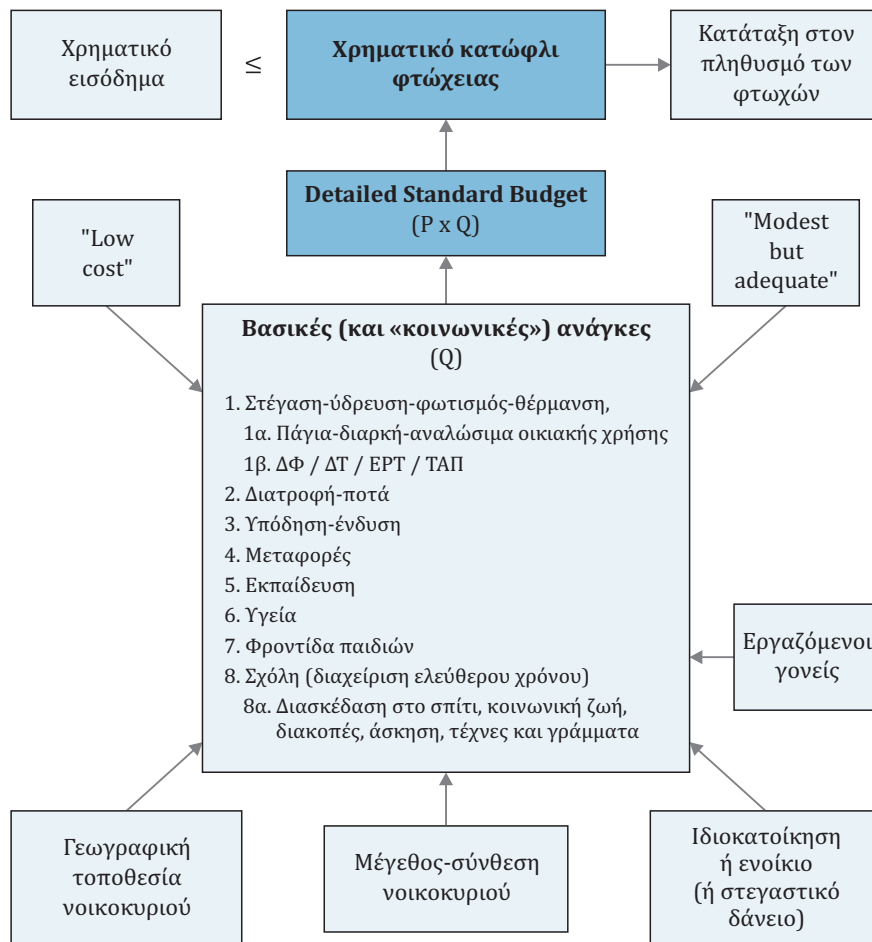 Χρηματικό
εισόδημα
≤
Χρηματικό κατώφλι
φτώχειας
Κατάταξη στον
πληθυσμό των
φτωχών
Detailed Standard Budget
(P x Q)
"Low
cost"
"Modest
but
adequate"
Βασικές (και «κοινωνικές») ανάγκες
(Q)
1. Στέγαση-ύδρευση-φωτισμός-θέρμανση,
1α. Πάγια-διαρκή-αναλώσιμα οικιακής χρήσης
1β. ΔΦ / ΔΤ / ΕΡΤ / ΤΑΠ
2. Διατροφή-ποτά
3. Υπόδηση-ένδυση
4. Μεταφορές
5. Εκπαίδευση
6. Υγεία
7. Φροντίδα παιδιών
8. Σχόλη (διαχείριση ελεύθερου χρόνου)
8α. Διασκέδαση στο σπίτι, κοινωνική ζωή,
διακοπές, άσκηση, τέχνες και γράμματα
Εργαζόμενοι
γονείς
Γεωγραφική
τοποθεσία
νοικοκυριού
Μέγεθος-σύνθεση
νοικοκυριού
Ιδιοκατοίκηση
ή ενοίκιο
(ή στεγαστικό
δάνειο)